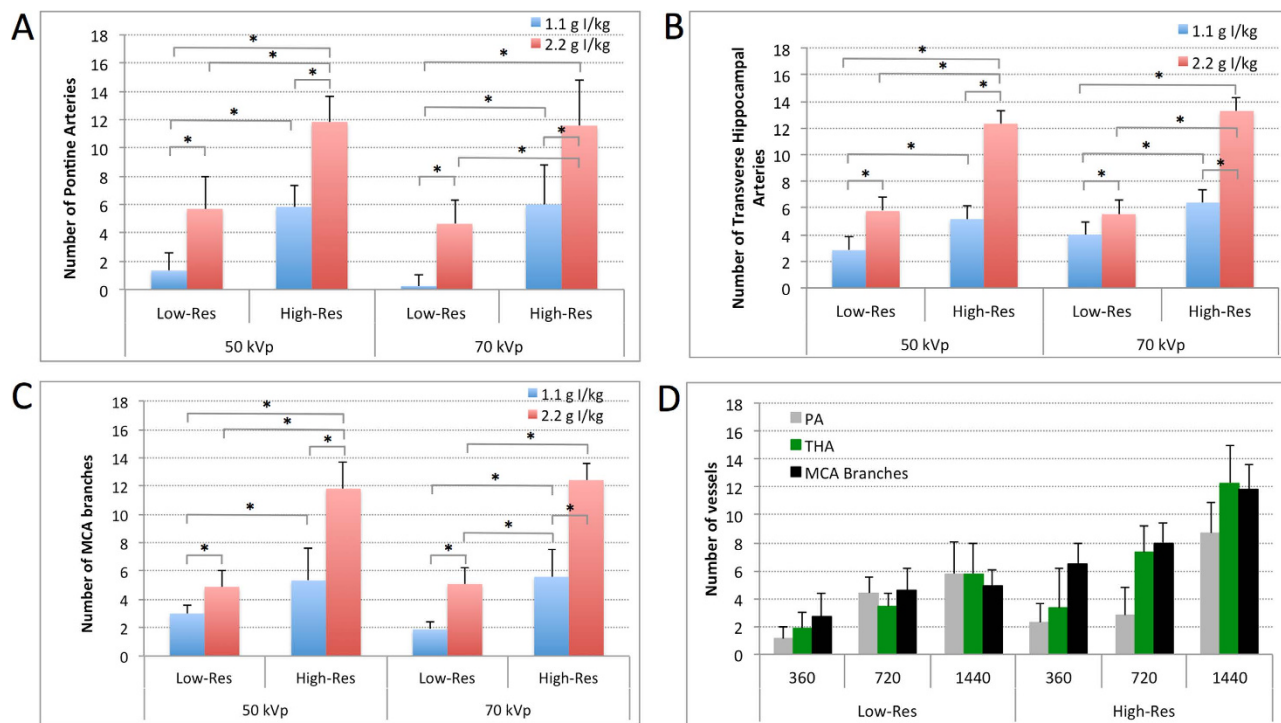 A
Number of Pontine Arteries
18
16
14
12
10
8
6
4
2
0
1.1 g I/kg
2.2 g I/kg
*
*
*
*
*
*
*
*
*
*
Low-Res
High-Res
Low-Res
High-Res
50 kVp
70 kVp
B
Number of Transverse Hippocampal
Arteries
18
16
14
12
10
8
6
4
2
0
1.1 g I/kg
2.2 g I/kg
*
*
*
*
*
*
*
*
*
*
Low-Res
High-Res
Low-Res
High-Res
50 kVp
70 kVp
C
Number of MCA branches
18
16
14
12
10
8
6
4
2
0
1.1 g I/kg
2.2 g I/kg
*
*
*
*
*
*
*
*
*
*
Low-Res
High-Res
Low-Res
High-Res
50 kVp
70 kVp
D
Number of vessels
18
16
14
12
10
8
6
4
2
0
PA
THA
MCA Branches
360
720
1440
360
720
1440
Low-Res
High-Res